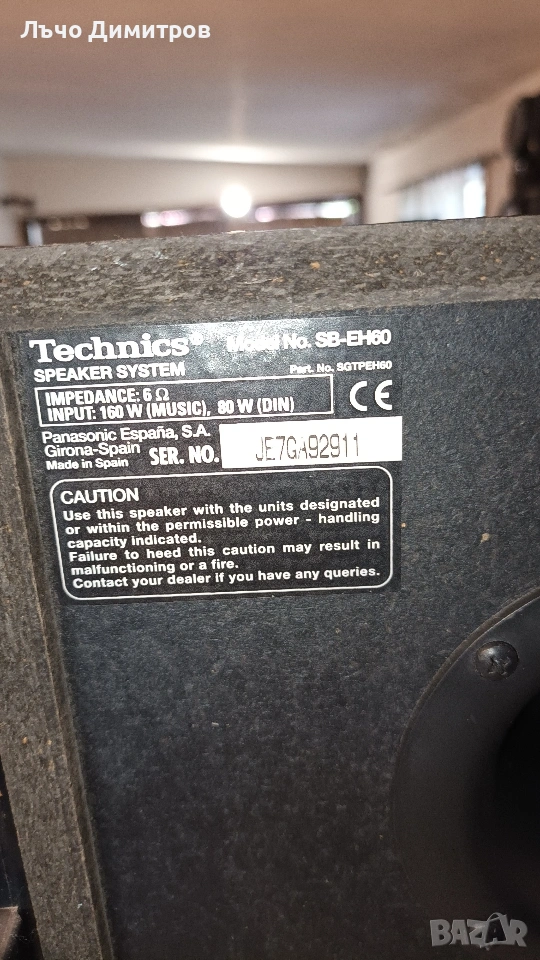 Лъчо Димитров
Technics® Model No. SB-EH60
SPEAKER SYSTEM Part. No. SGTPEH60
IMPEDANCE: 6 Ω
INPUT: 160 W (MUSIC), 80 W (DIN)
CE
Panasonic España, S.A.
Girona-Spain
Made in Spain SER. NO. JE7GA92911
CAUTION
Use this speaker with the units designated
or within the permissible power - handling
capacity indicated.
Failure to heed this caution may result in
malfunctioning or a fire.
Contact your dealer if you have any queries.
BAZAR